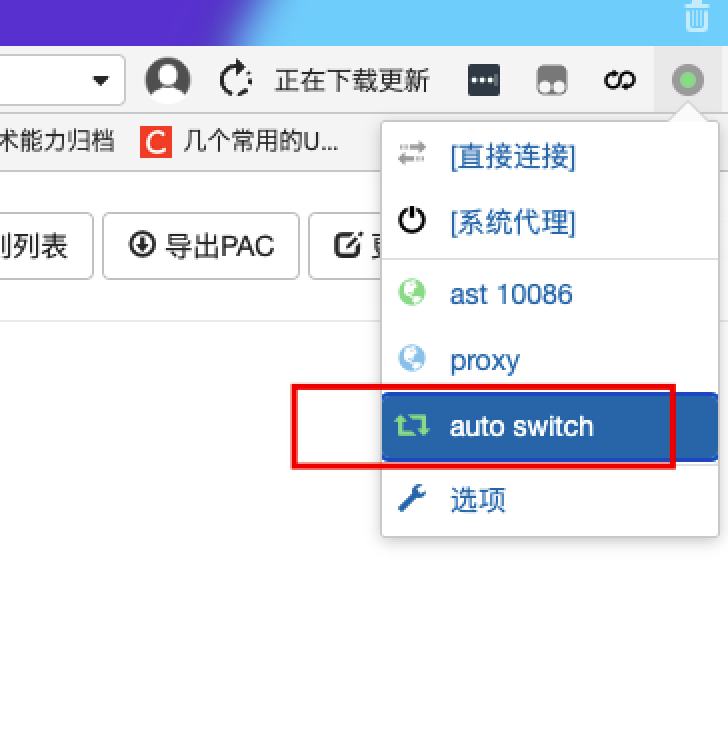 正在下载更新
术能力归档
C 几个常用的U...
列表
导出PAC
[直接连接]
[系统代理]
ast 10086
proxy
auto switch
选项